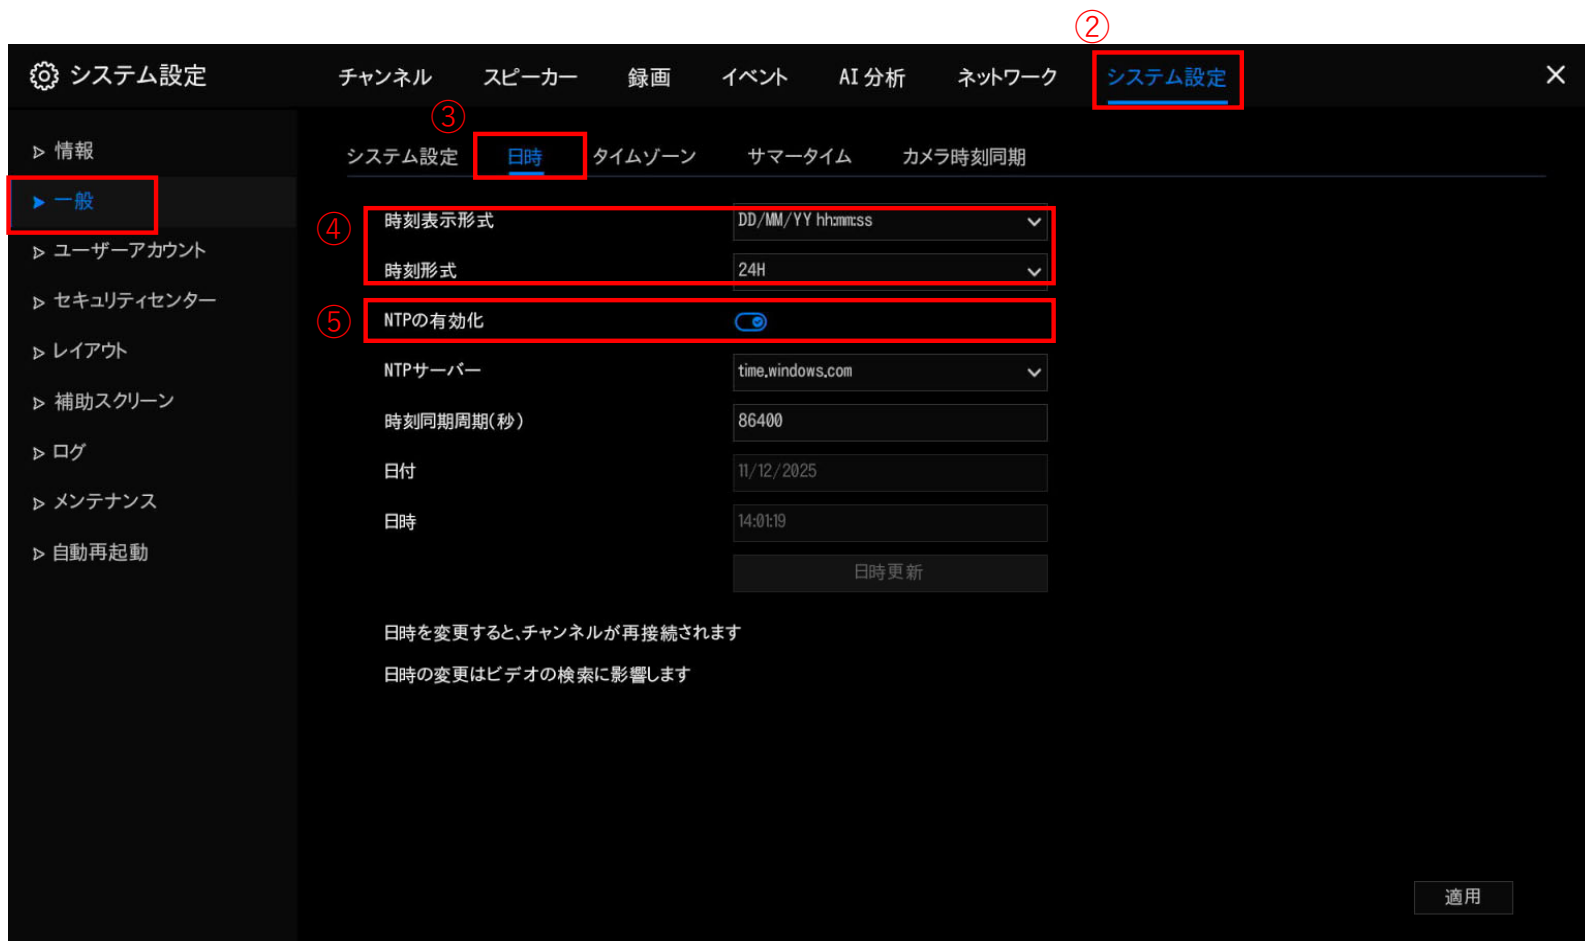 ②
システム設定
チャンネル スピーカー 録画 イベント AI 分析 ネットワーク システム設定
③
情報
システム設定 日時 タイムゾーン サマータイム カメラ時刻同期
一般
④ 時刻表示形式 DD/MM/YY hh:mm:ss
ユーザーアカウント
時刻形式 24H
セキュリティセンター
⑤ NTPの有効化
レイアウト
NTPサーバー time.windows.com
補助スクリーン
時刻同期周期(秒) 86400
ログ
日付 11/12/2025
メンテナンス
日時 14:01:19
自動再起動
日時更新
日時を変更すると、チャンネルが再接続されます
日時の変更はビデオの検索に影響します
適用